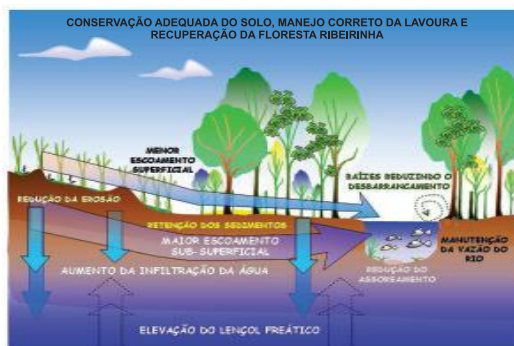 CONSERVAÇÃO ADEQUADA DO SOLO, MANEJO CORRETO DA LAVOURA E
RECUPERAÇÃO DA FLORESTA RIBEIRINHA
MENOR
ESCOAMENTO
SUPERFICIAL
RAÍZES REDUZINDO O
DESBARRANCAMENTO
REDUÇÃO DA EROSÃO
RETENÇÃO DOS SEDIMENTOS
MAIOR ESCOAMENTO
SUB-SUPERFICIAL
MANUTENÇÃO
DA VAZÃO DO
RIO
AUMENTO DA INFILTRAÇÃO DA ÁGUA
REDUÇÃO DO
ASSOREAMENTO
ELEVAÇÃO DO LENÇOL FREÁTICO